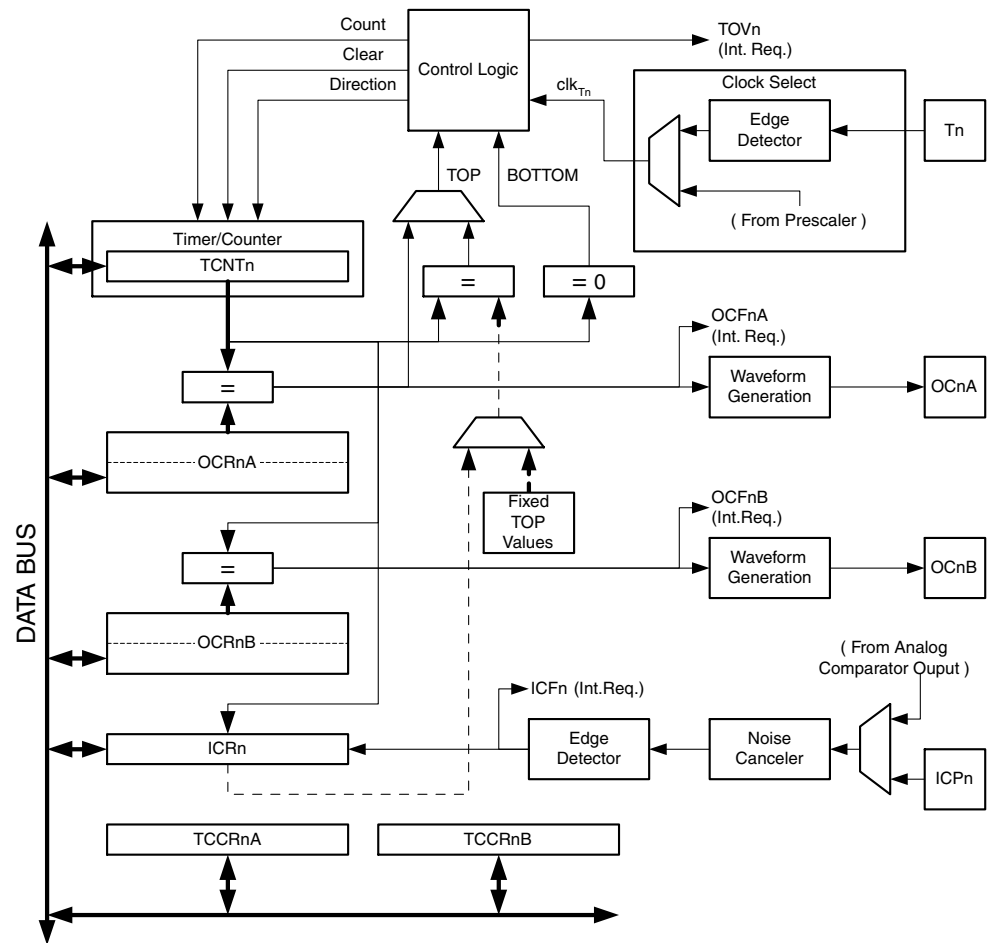 Count
Clear
Direction
Control Logic
TOVn
(Int. Req.)
clkTn
Clock Select
Edge
Detector
Tn
( From Prescaler )
TOP
BOTTOM
Timer/Counter
TCNTn
=
= 0
OCFnA
(Int. Req.)
=
Waveform
Generation
OCnA
OCRnA
Fixed
TOP
Values
OCFnB
(Int.Req.)
=
Waveform
Generation
OCnB
OCRnB
DATA BUS
( From Analog
Comparator Ouput )
ICFn (Int.Req.)
ICRn
Edge
Detector
Noise
Canceler
ICPn
TCCRnA
TCCRnB